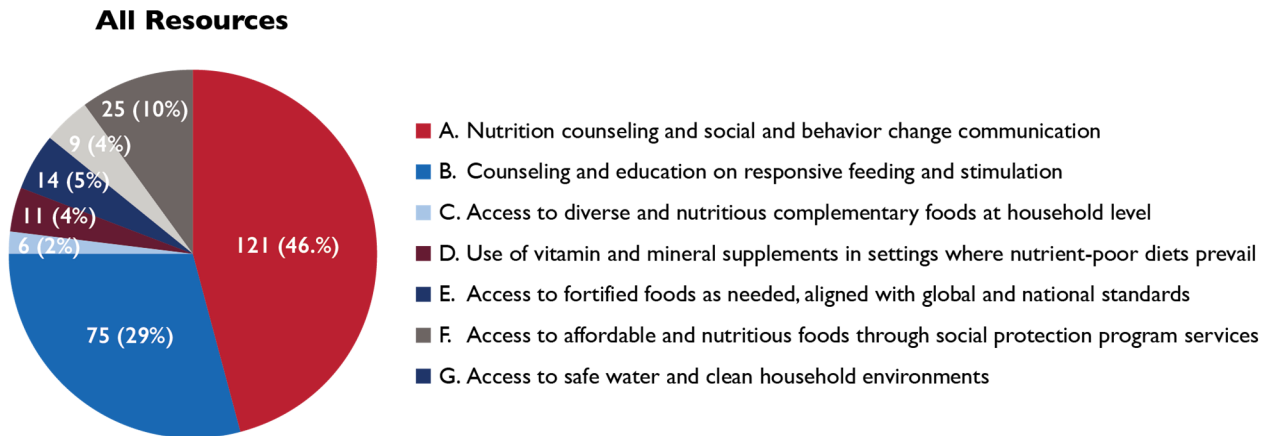 All Resources
25 (10%)
9 (4%)
14 (5%)
11 (4%)
6 (2%)
121 (46.%)
75 (29%)
A. Nutrition counseling and social and behavior change communication
B. Counseling and education on responsive feeding and stimulation
C. Access to diverse and nutritious complementary foods at household level
D. Use of vitamin and mineral supplements in settings where nutrient-poor diets prevail
E. Access to fortified foods as needed, aligned with global and national standards
F. Access to affordable and nutritious foods through social protection program services
G. Access to safe water and clean household environments